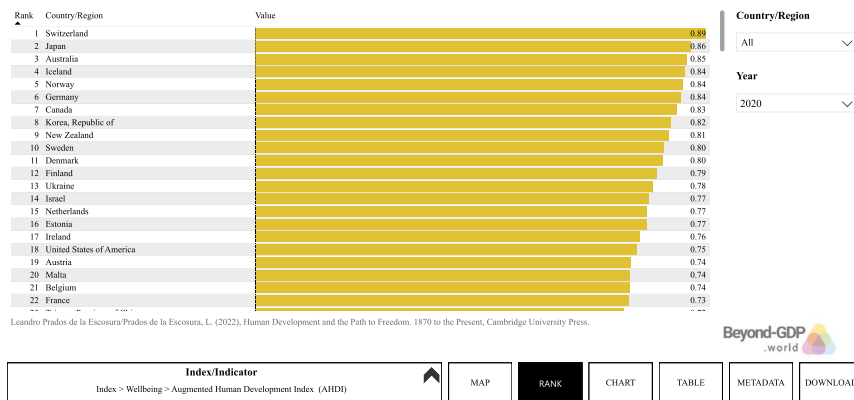 Rank Country/Region Value
1 Switzerland 0.89
2 Japan 0.86
3 Australia 0.85
4 Iceland 0.84
5 Norway 0.84
6 Germany 0.84
7 Canada 0.83
8 Korea, Republic of 0.82
9 New Zealand 0.81
10 Sweden 0.80
11 Denmark 0.80
12 Finland 0.79
13 Ukraine 0.78
14 Israel 0.77
15 Netherlands 0.77
16 Estonia 0.77
17 Ireland 0.76
18 United States of America 0.75
19 Austria 0.74
20 Malta 0.74
21 Belgium 0.74
22 France 0.73
Country/Region
All
Year
2020
Leandro Prados de la Escosura/Prados de la Escosura, L. (2022), Human Development and the Path to Freedom. 1870 to the Present, Cambridge University Press.
Beyond-GDP
.world
Index/Indicator
Index > Wellbeing > Augmented Human Development Index (AHDI)
MAP RANK CHART TABLE METADATA DOWNLOAD